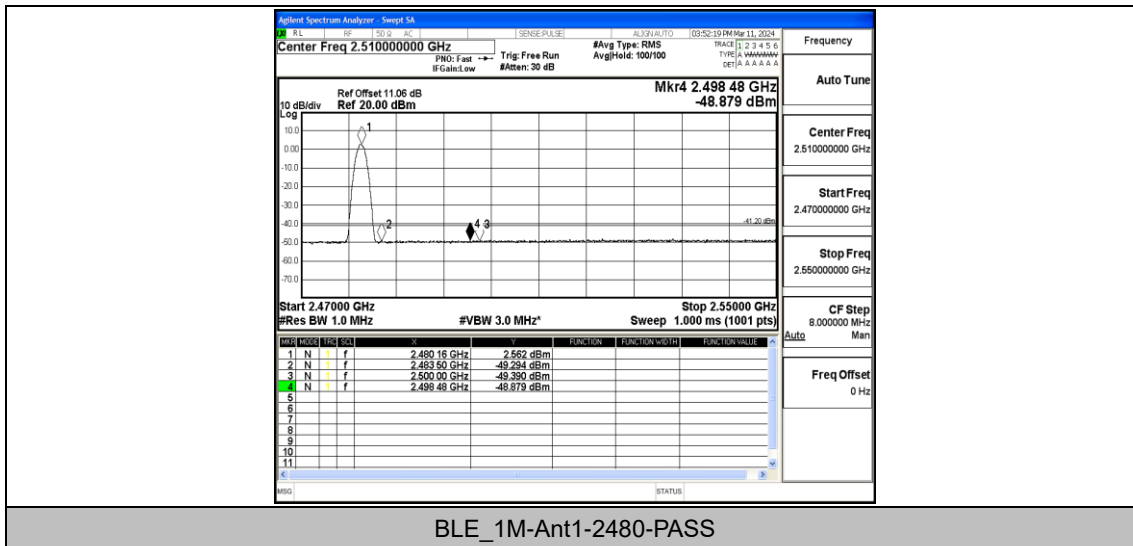 Agilent Spectrum Analyzer - Swept SA
RL RF 50 Ω AC SENSE:PULSE ALIGN AUTO 03:52:19 PM Mar 11, 2024
Center Freq 2.510000000 GHz
PNO: Fast
IFGain:Low
Trig: Free Run
#Atten: 30 dB
#Avg Type: RMS
Avg|Hold: 100/100
TRACE 1 2 3 4 5 6
TYPE A WWWWW
DET A A A A A A
Mkr4 2.498 48 GHz
-48.879 dBm
Ref Offset 11.06 dB
10 dB/div Ref 20.00 dBm
Log
10.0
0.00
-10.0
-20.0
-30.0
-40.0
-50.0
-60.0
-70.0
1
2
4 3
-41.20 dBm
Start 2.47000 GHz Stop 2.55000 GHz
#Res BW 1.0 MHz #VBW 3.0 MHz* Sweep 1.000 ms (1001 pts)
MKR MODE TRC SCL X Y FUNCTION FUNCTION WIDTH FUNCTION VALUE
1 N 1 f 2.480 16 GHz 2.562 dBm
2 N 1 f 2.483 50 GHz -49.294 dBm
3 N 1 f 2.500 00 GHz -49.390 dBm
4 N 1 f 2.498 48 GHz -48.879 dBm
5
6
7
8
9
10
11
MSG STATUS
Frequency
Auto Tune
Center Freq
2.510000000 GHz
Start Freq
2.470000000 GHz
Stop Freq
2.550000000 GHz
CF Step
8.000000 MHz
Auto Man
Freq Offset
0 Hz
BLE_1M-Ant1-2480-PASS